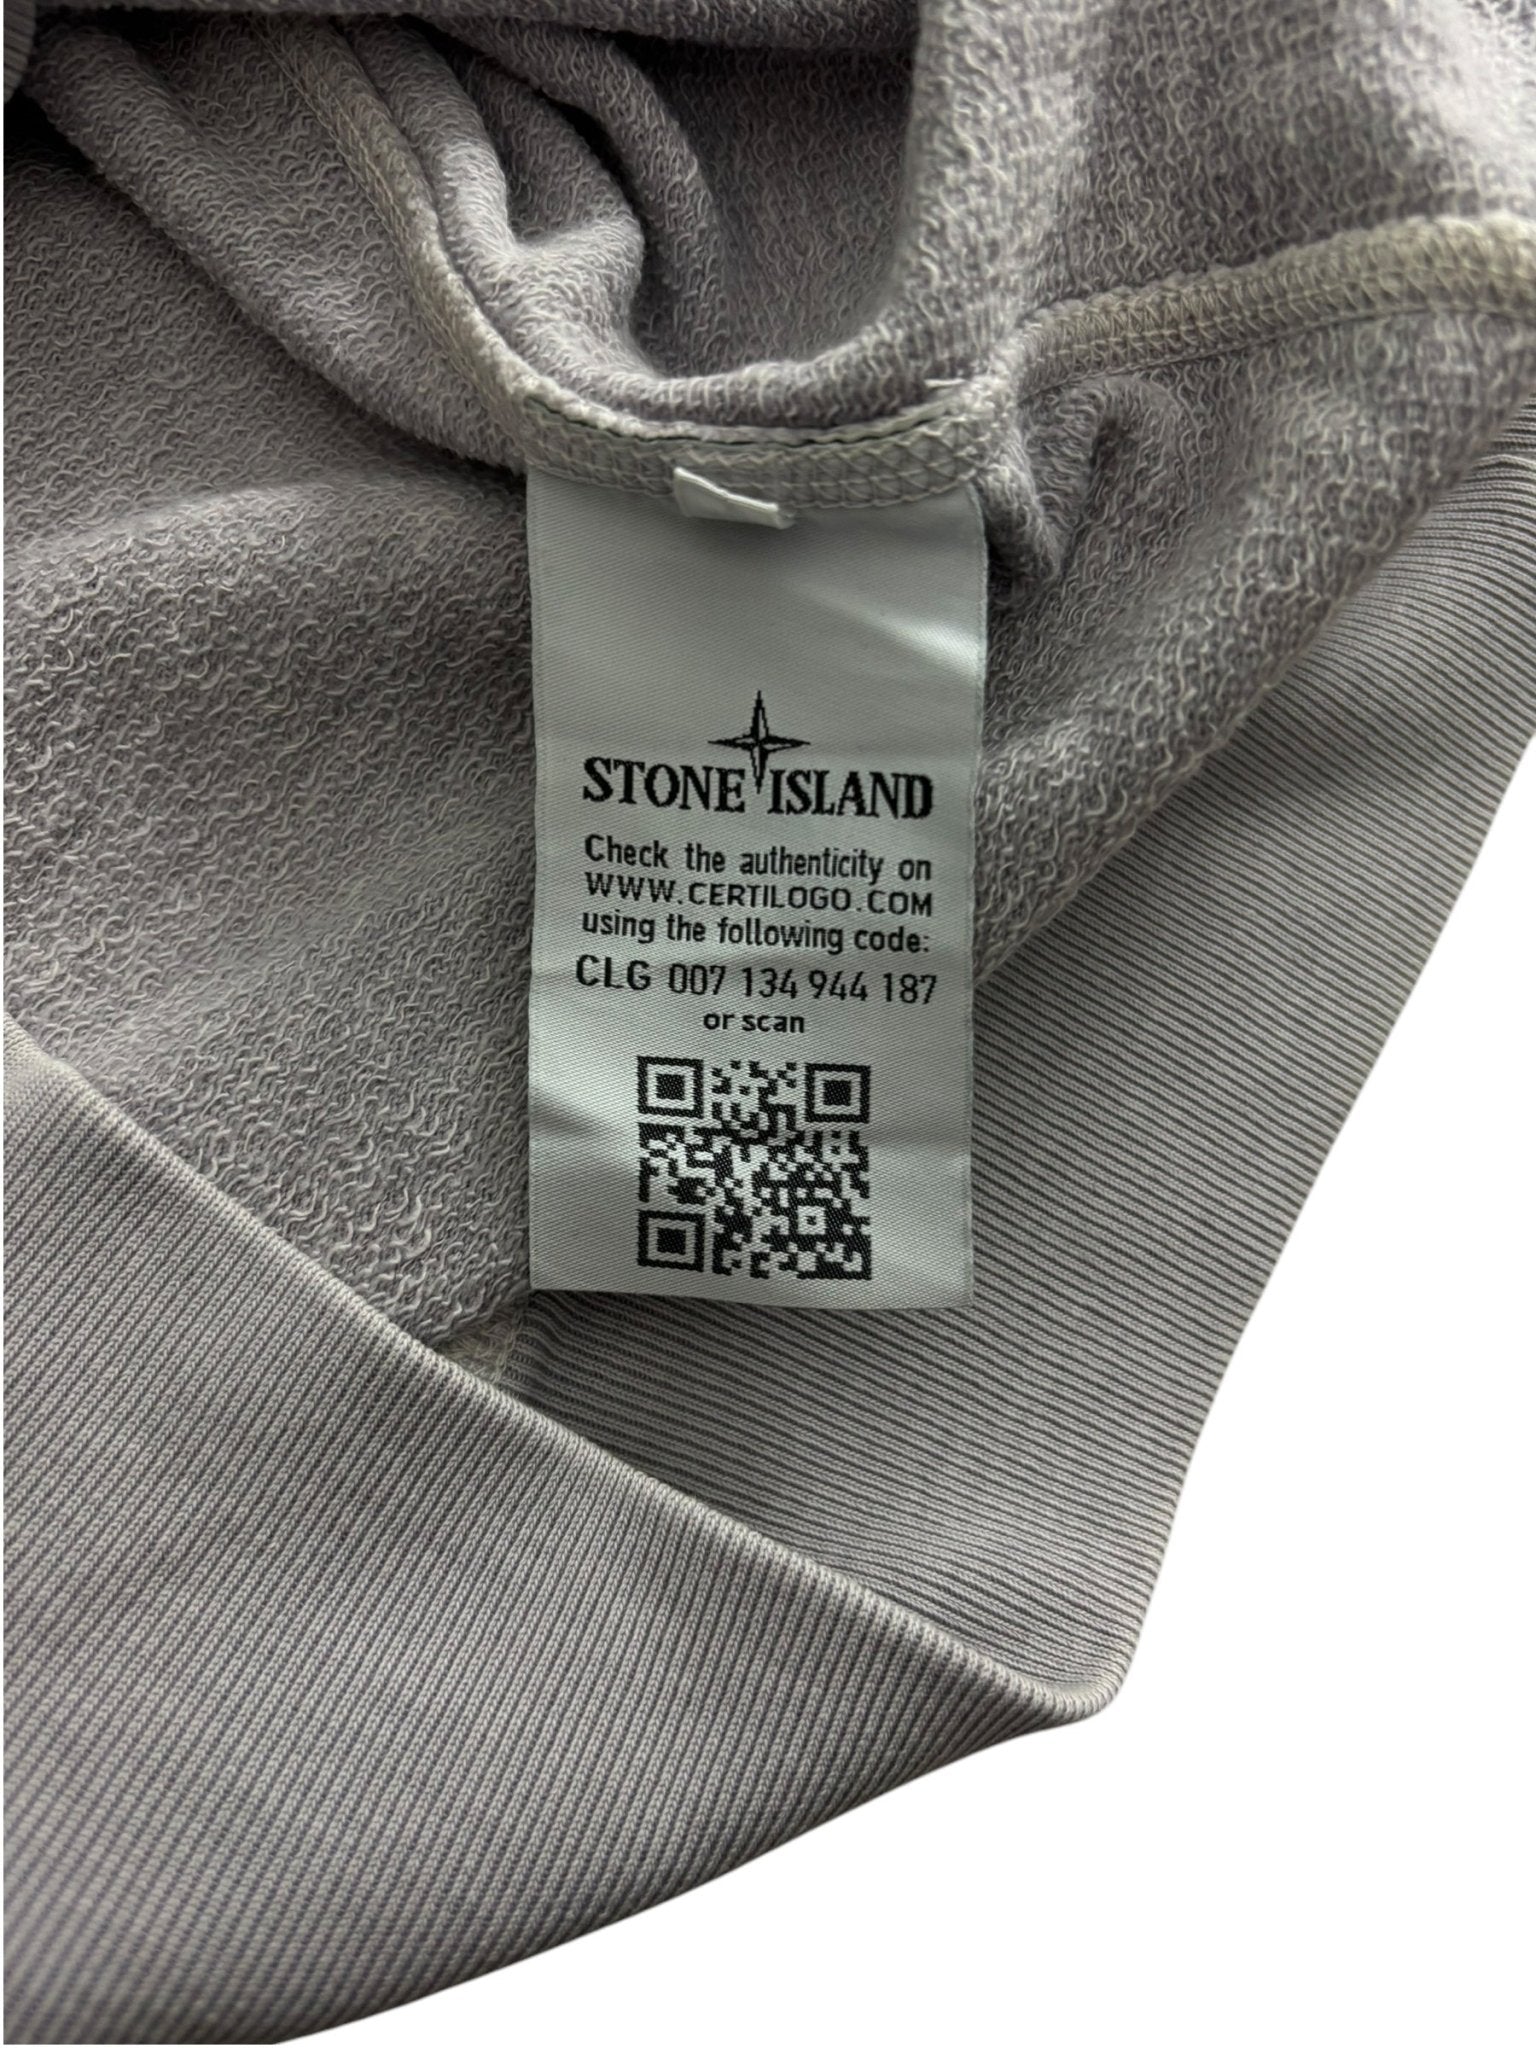 STONE ISLAND
Check the authenticity on
WWW.CERTILOGO.COM
using the following code:
CLG 007 134 944 187
or scan